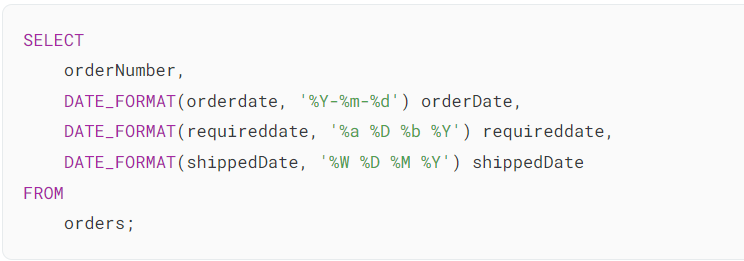 SELECT
orderNumber,
DATE_FORMAT(orderdate, '%Y-%m-%d') orderDate,
DATE_FORMAT(requireddate, '%a %D %b %Y') requireddate,
DATE_FORMAT(shippedDate, '%W %D %M %Y') shippedDate
FROM
orders;